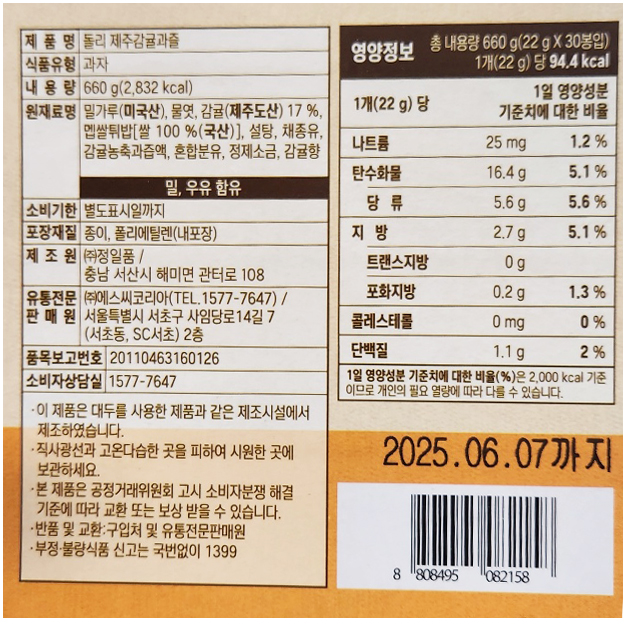 제 품 명 돌리 제주감귤과즐
식품유형 과자
내 용 량 660 g(2,832 kcal)
원재료명 밀가루(미국산), 물엿, 감귤(제주도산) 17 %,
멥쌀튀밥[쌀 100 %(국산)], 설탕, 채종유,
감귤농축과즙액, 혼합분유, 정제소금, 감귤향
밀, 우유 함유
소비기한 별도표시일까지
포장재질 종이, 폴리에틸렌(내포장)
제 조 원 ㈜정일품 /
충남 서산시 해미면 관터로 108
유통전문 ㈜에스씨코리아(TEL.1577-7647) /
판 매 원 서울특별시 서초구 사임당로14길 7
(서초동, SC서초) 2층
품목보고번호 20110463160126
소비자상담실 1577-7647
·이 제품은 대두를 사용한 제품과 같은 제조시설에서
제조하였습니다.
·직사광선과 고온다습한 곳을 피하여 시원한 곳에
보관하세요.
·본 제품은 공정거래위원회 고시 소비자분쟁 해결
기준에 따라 교환 또는 보상 받을 수 있습니다.
·반품 및 교환:구입처 및 유통전문판매원
·부정·불량식품 신고는 국번없이 1399
영양정보 총 내용량 660 g(22 g X 30봉입)
1개(22 g) 당 94.4 kcal
1개(22 g) 당 1일 영양성분
기준치에 대한 비율
나트륨 25 mg 1.2 %
탄수화물 16.4 g 5.1 %
당 류 5.6 g 5.6 %
지 방 2.7 g 5.1 %
트랜스지방 0 g
포화지방 0.2 g 1.3 %
콜레스테롤 0 mg 0 %
단백질 1.1 g 2 %
1일 영양성분 기준치에 대한 비율(%)은 2,000 kcal 기준
이므로 개인의 필요 열량에 따라 다를 수 있습니다.
2025.06.07까지
8 808495 082158